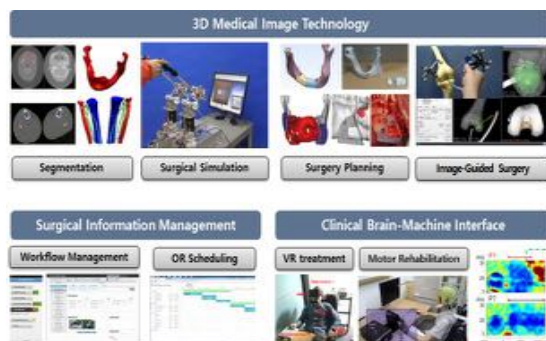 3D Medical Image Technology
Segmentation
Surgical Simulation
Surgery Planning
Image-Guided Surgery
Surgical Information Management
Clinical Brain-Machine Interface
Workflow Management
OR Scheduling
VR treatment
Motor Rehabilitation